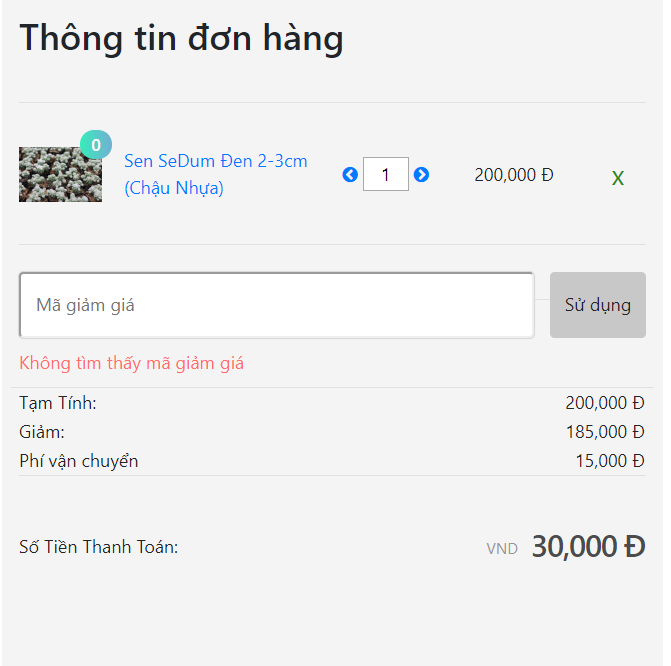 Thông tin đơn hàng
0
Sen SeDum Đen 2-3cm
(Chậu Nhựa)
1
200,000 Đ
X
Mã giảm giá
Sử dụng
Không tìm thấy mã giảm giá
Tạm Tính: 200,000 Đ
Giảm: 185,000 Đ
Phí vận chuyển 15,000 Đ
Số Tiền Thanh Toán: VND 30,000 Đ